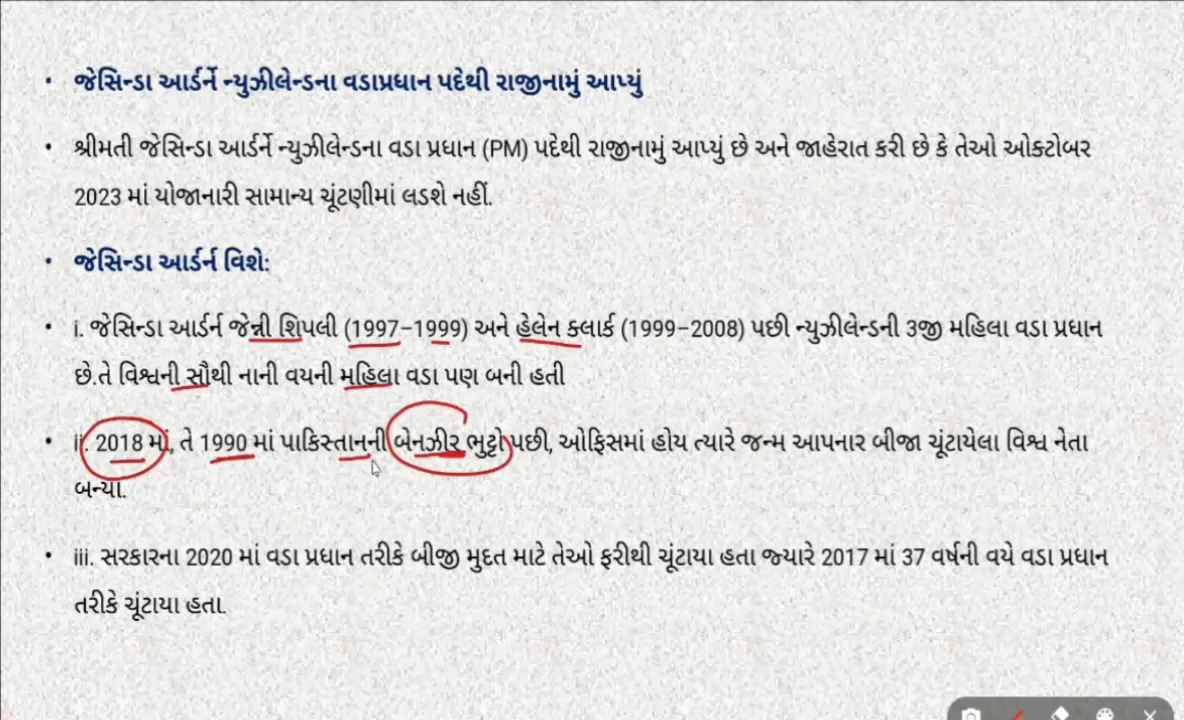 • જેસિન્ડા આર્ડર્ને ન્યુઝીલેન્ડના વડાપ્રધાન પદેથી રાજીનામું આપ્યું
• શ્રીમતી જેસિન્ડા આર્ડર્ને ન્યુઝીલેન્ડના વડા પ્રધાન (PM) પદેથી રાજીનામું આપ્યું છે અને જાહેરાત કરી છે કે તેઓ ઓક્ટોબર
2023 માં યોજાનારી સામાન્ય ચૂંટણીમાં લડશે નહીં.
• જેસિન્ડા આર્ડર્ન વિશે:
• i. જેસિન્ડા આર્ડર્ન જેન્ની શિપલી (1997–1999) અને હેલેન ક્લાર્ક (1999–2008) પછી ન્યુઝીલેન્ડની 3જી મહિલા વડા પ્રધાન
છે.તે વિશ્વની સૌથી નાની વયની મહિલા વડા પણ બની હતી
• ii. 2018 માં, તે 1990 માં પાકિસ્તાનની બેનઝીર ભુટ્ટો પછી, ઓફિસમાં હોય ત્યારે જન્મ આપનાર બીજા ચૂંટાયેલા વિશ્વ નેતા
બન્યા.
• iii. સરકારના 2020 માં વડા પ્રધાન તરીકે બીજી મુદત માટે તેઓ ફરીથી ચૂંટાયા હતા જ્યારે 2017 માં 37 વર્ષની વયે વડા પ્રધાન
તરીકે ચૂંટાયા હતા.